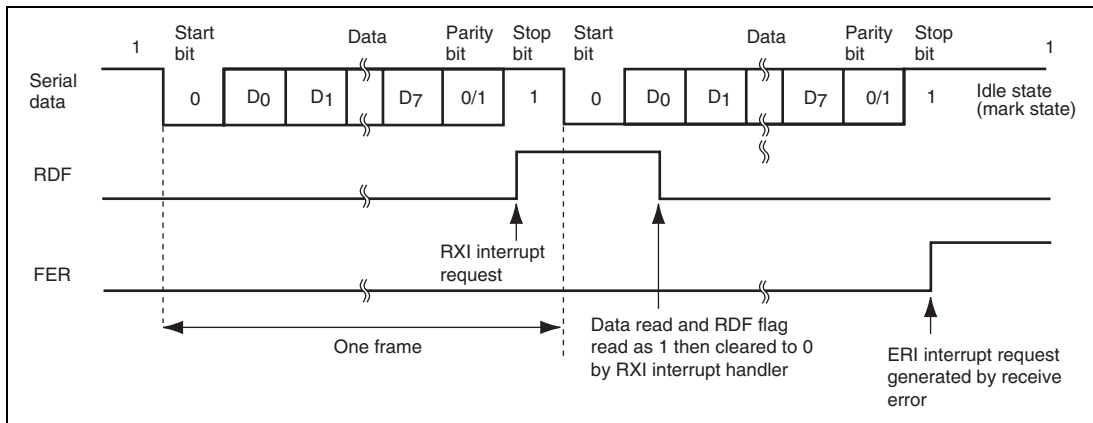 1
Start
bit
Data
Parity
bit
Stop
bit
Start
bit
Data
Parity
bit
Stop
bit
1
Serial
data
0
D0
D1
D7
0/1
1
0
D0
D1
D7
0/1
1
Idle state
(mark state)
RDF
RXI interrupt
request
FER
One frame
Data read and RDF flag
read as 1 then cleared to 0
by RXI interrupt handler
ERI interrupt request
generated by receive
error